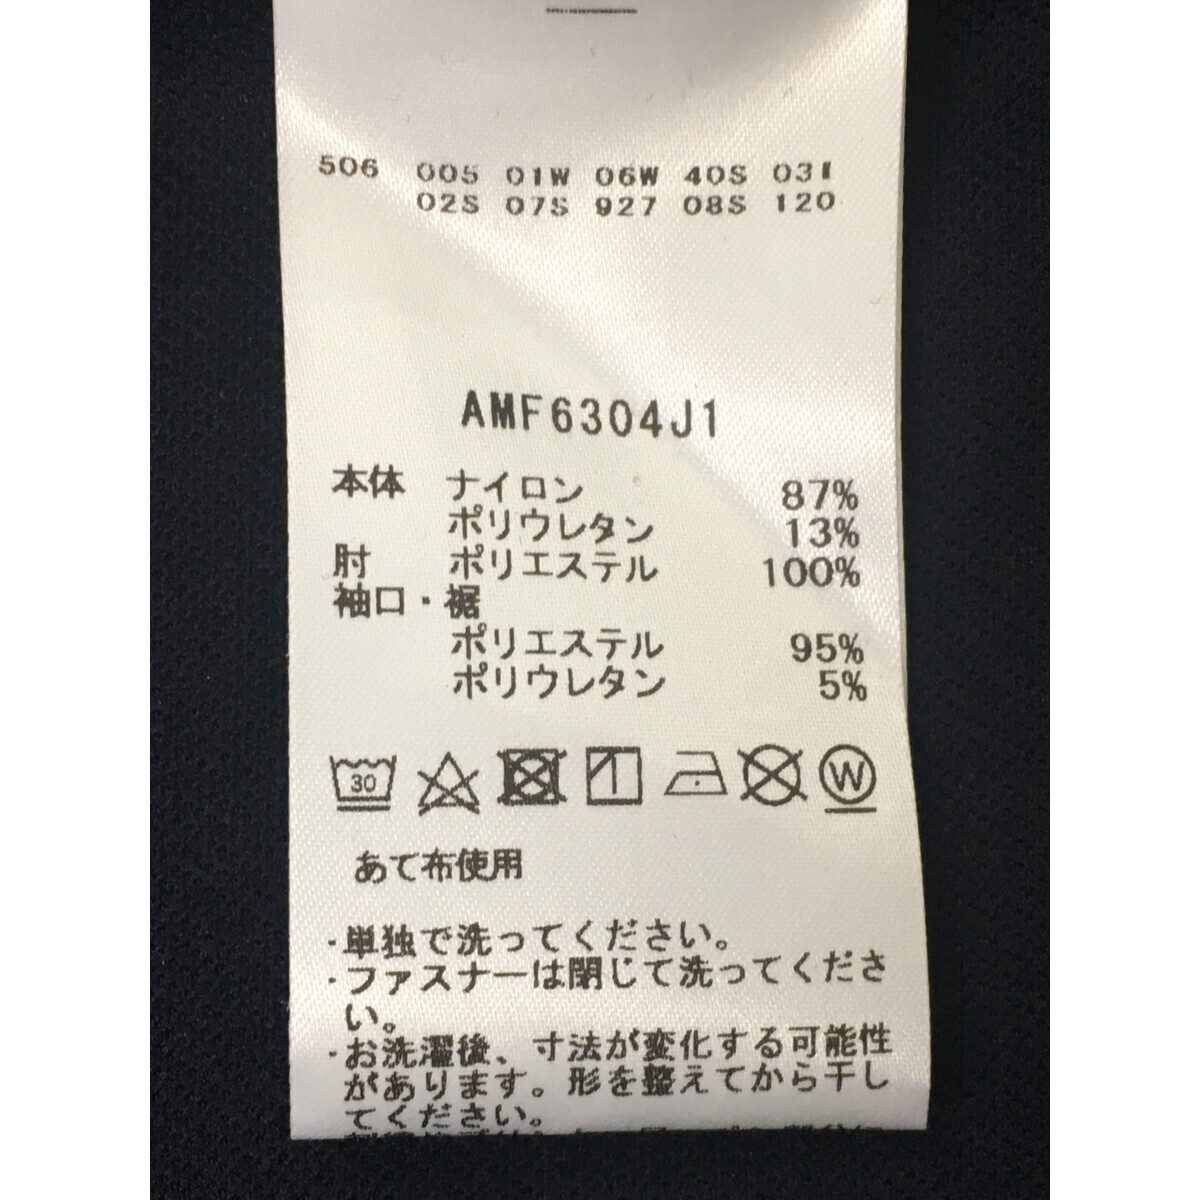 506 005 01W 06W 40S 03I
02S 07S 927 08S 120
AMF6304J1
本体 ナイロン 87%
ポリウレタン 13%
肘 ポリエステル 100%
袖口・裾
ポリエステル 95%
ポリウレタン 5%
30 W
あて布使用
・単独で洗ってください。
・ファスナーは閉じて洗ってくださ
い。
・お洗濯後、寸法が変化する可能性
があります。形を整えてから干し
てください。